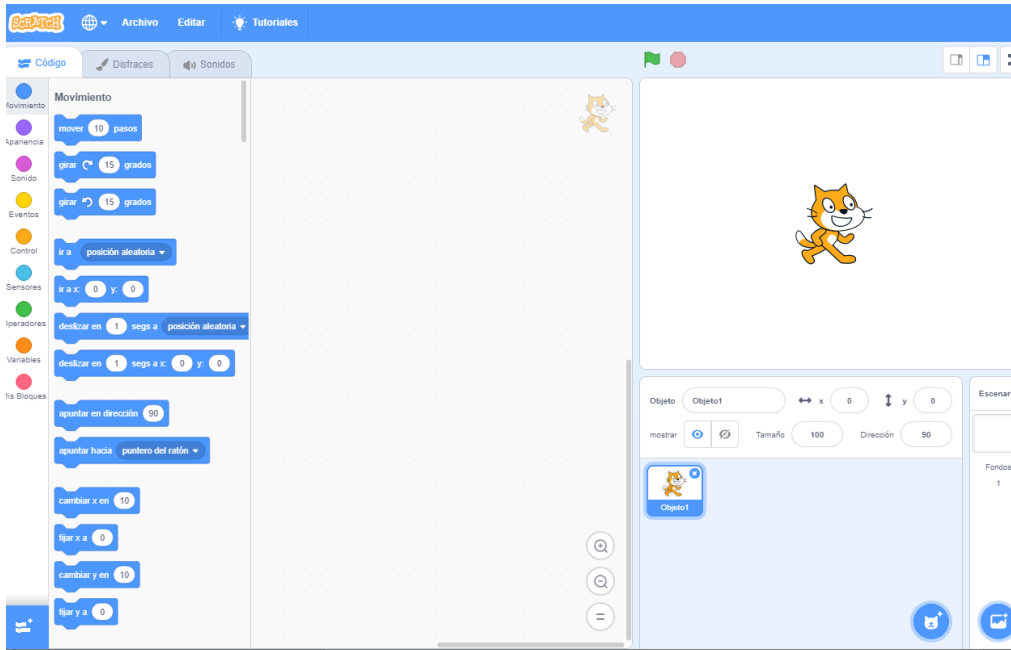 SCRATCH Archivo Editar Tutoriales
Código Disfraces Sonidos
Movimiento
Apariencia
Sonido
Eventos
Control
Sensores
Operadores
Variables
Mis Bloques
Movimiento
mover 10 pasos
girar 15 grados
girar 15 grados
ir a posición aleatoria
ir a x: 0 y: 0
deslizar en 1 segs a posición aleatoria
deslizar en 1 segs a x: 0 y: 0
apuntar en dirección 90
apuntar hacia puntero del ratón
cambiar x en 10
fijar x a 0
cambiar y en 10
fijar y a 0
Objeto Objeto1 x 0 y 0
mostrar Tamaño 100 Dirección 90
Objeto1
Escenar
Fondos
1